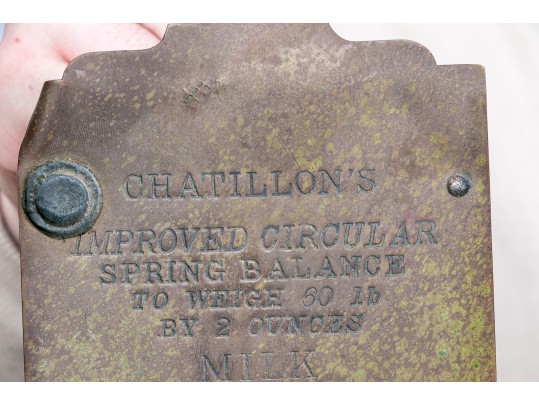 CHATILLON'S
IMPROVED CIRCULAR
SPRING BALANCE
TO WEIGH 60 lb
BY 2 OUNCES
MILK